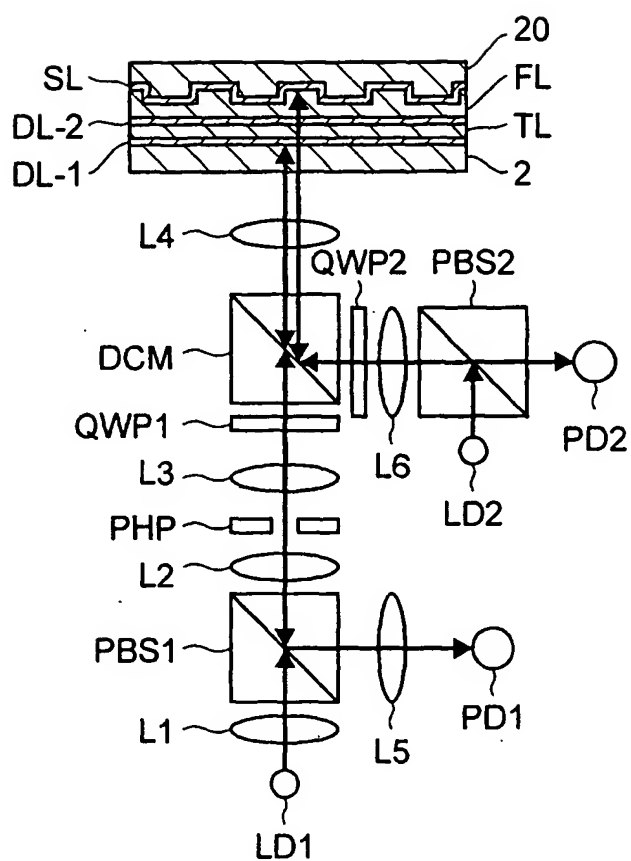 20
SL
FL
DL-2
TL
DL-1
2
L4
QWP2
PBS2
DCM
QWP1
L6
PD2
L3
LD2
PHP
L2
PBS1
PD1
L1
L5
LD1